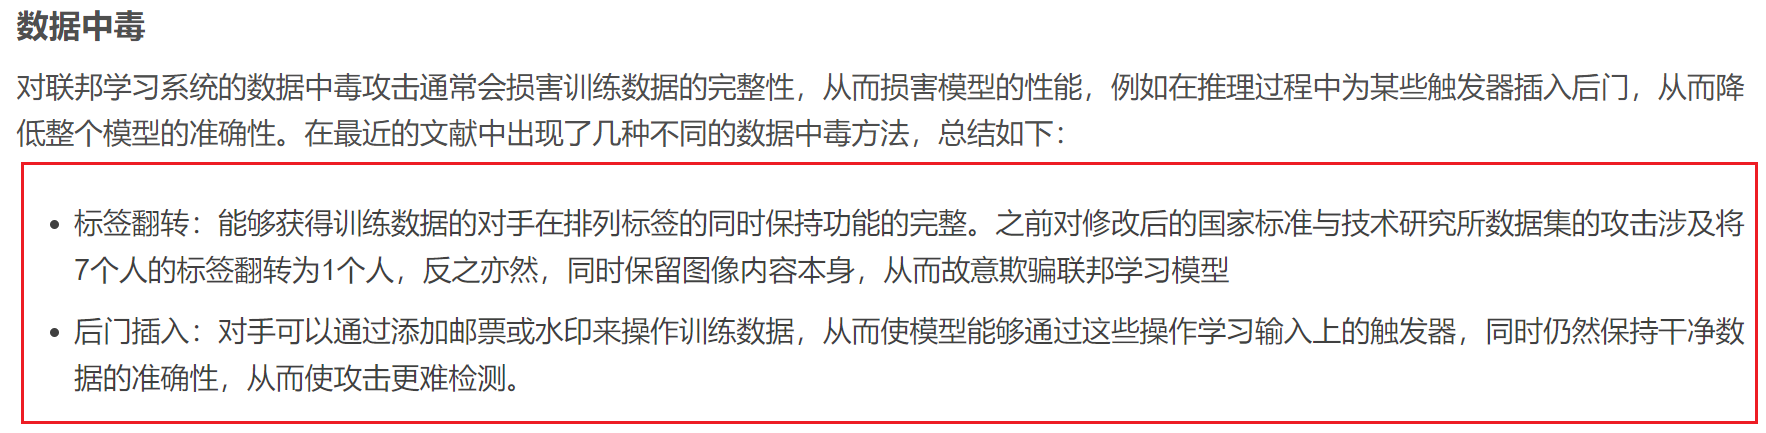 数据中毒
对联邦学习系统的数据中毒攻击通常会损害训练数据的完整性，从而损害模型的性能，例如在推理过程中为某些触发器插入后门，从而降
低整个模型的准确性。在最近的文献中出现了几种不同的数据中毒方法，总结如下：
• 标签翻转：能够获得训练数据的对手在排列标签的同时保持功能的完整。之前对修改后的国家标准与技术研究所数据集的攻击涉及将
7个人的标签翻转为1个人，反之亦然，同时保留图像内容本身，从而故意欺骗联邦学习模型
• 后门插入：对手可以通过添加邮票或水印来操作训练数据，从而使模型能够通过这些操作学习输入上的触发器，同时仍然保持干净数
据的准确性，从而使攻击更难检测。